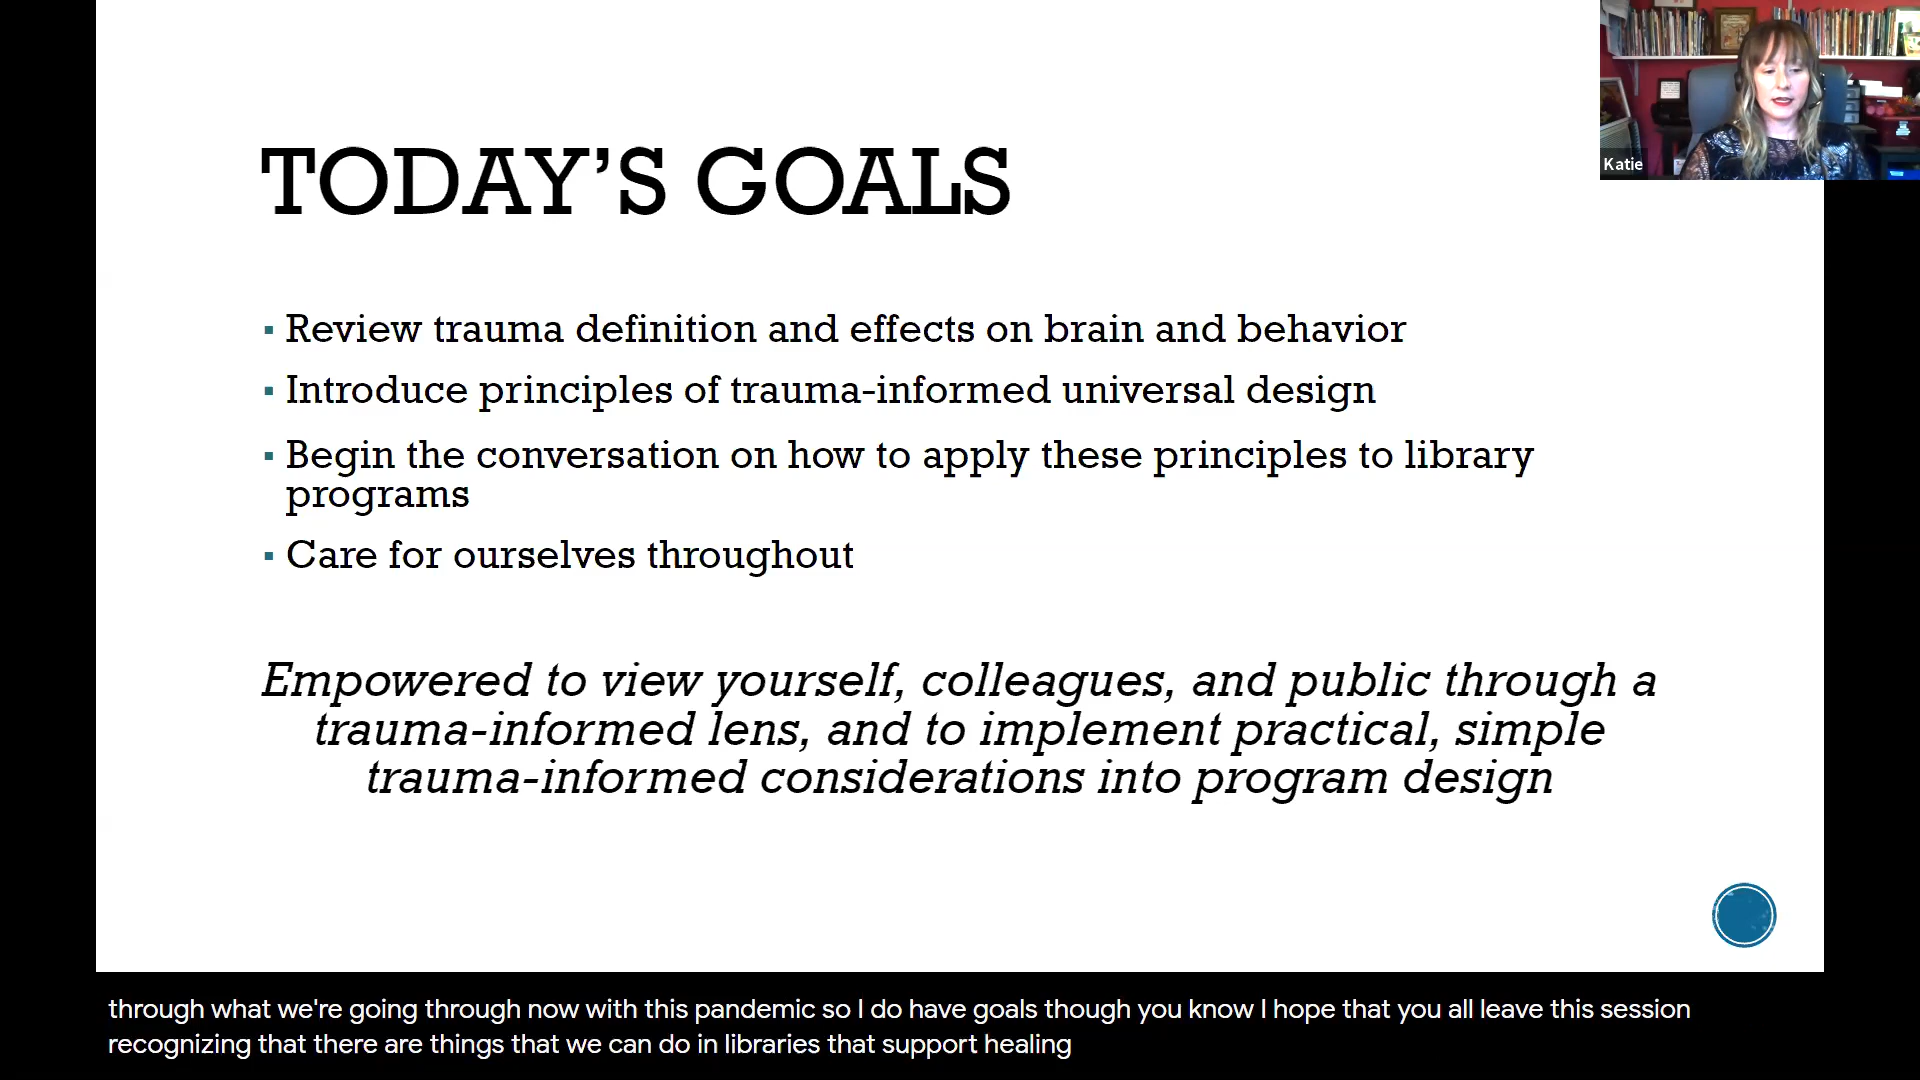 TODAY’S GOALS
▪ Review trauma definition and effects on brain and behavior
▪ Introduce principles of trauma-informed universal design
▪ Begin the conversation on how to apply these principles to library
programs
▪ Care for ourselves throughout
Empowered to view yourself, colleagues, and public through a
trauma-informed lens, and to implement practical, simple
trauma-informed considerations into program design
Katie
through what we're going through now with this pandemic so I do have goals though you know I hope that you all leave this session
recognizing that there are things that we can do in libraries that support healing